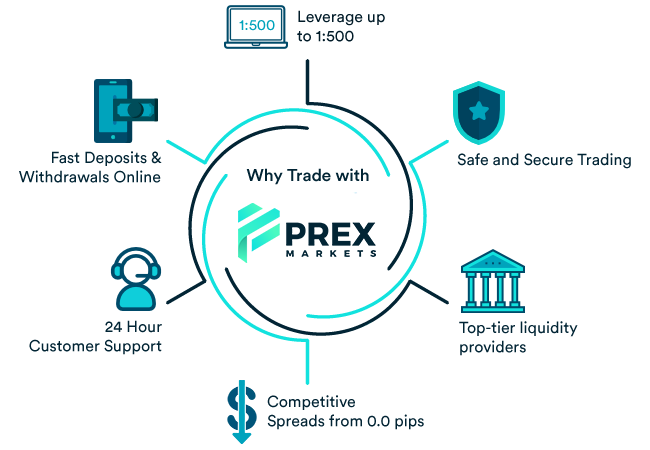 1:500
Leverage up
to 1:500
Fast Deposits &
Withdrawals Online
Safe and Secure Trading
Why Trade with
PREX
MARKETS
24 Hour
Customer Support
Top-tier liquidity
providers
Competitive
Spreads from 0.0 pips